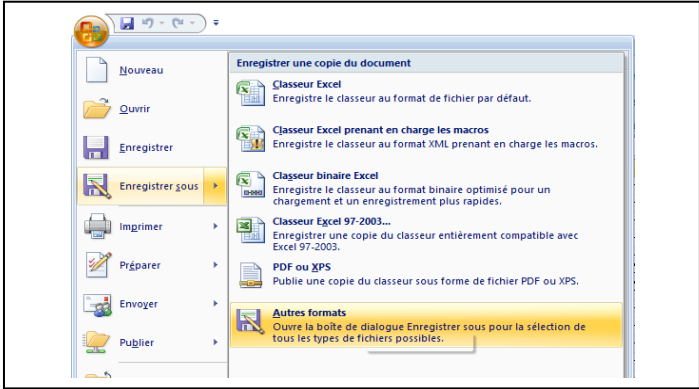 Enregistrer une copie du document
Nouveau
Ouvrir
Enregistrer
Enregistrer sous
Imprimer
Préparer
Envoyer
Publier
Classeur Excel
Enregistre le classeur au format de fichier par défaut.
Classeur Excel prenant en charge les macros
Enregistre le classeur au format XML prenant en charge les macros.
Classeur binaire Excel
Enregistre le classeur au format binaire optimisé pour un
chargement et un enregistrement plus rapides.
Classeur Excel 97-2003...
Enregistrer une copie du classeur entièrement compatible avec
Excel 97-2003.
PDF ou XPS
Publie une copie du classeur sous forme de fichier PDF ou XPS.
Autres formats
Ouvre la boîte de dialogue Enregistrer sous pour la sélection de
tous les types de fichiers possibles.